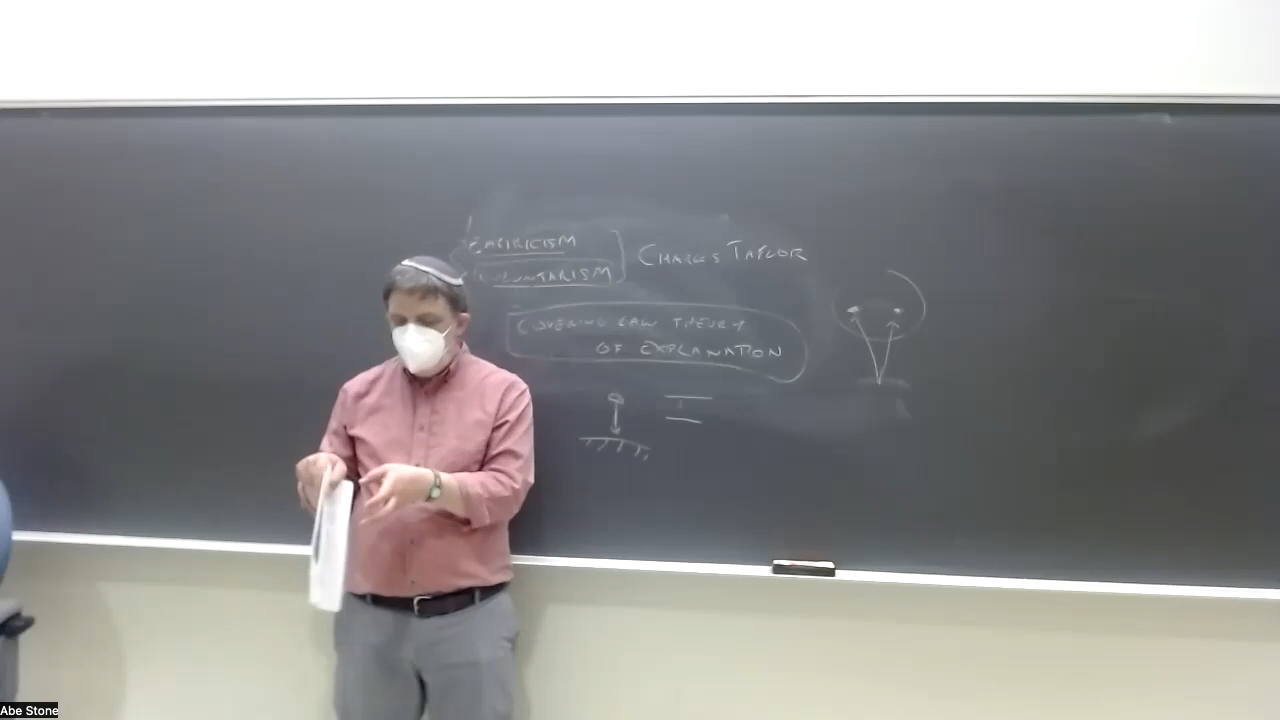 EMPIRICISM
VOLUNTARISM
CHARLES TAYLOR
COVERING LAW THEORY
OF EXPLANATION
Abe Stone